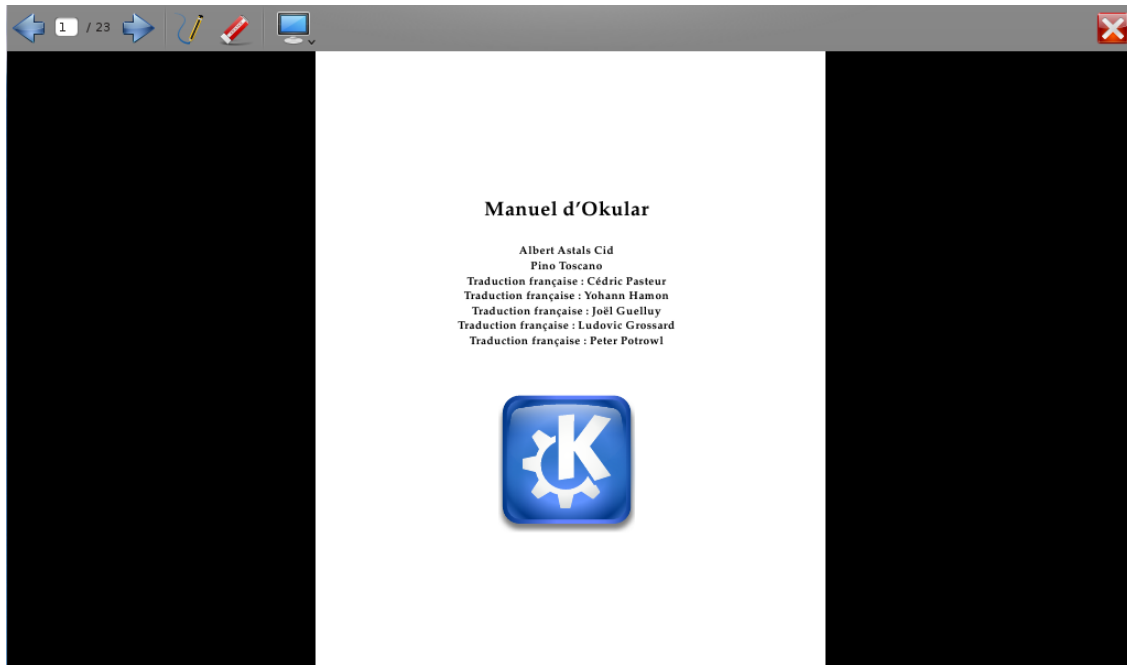 1 / 23
Manuel d'Okular
Albert Astals Cid
Pino Toscano
Traduction française : Cédric Pasteur
Traduction française : Yohann Hamon
Traduction française : Joël Guelluy
Traduction française : Ludovic Grossard
Traduction française : Peter Potrowl
K